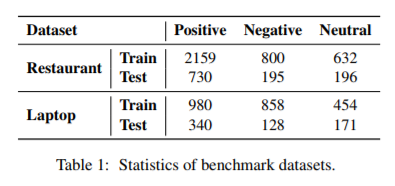 Dataset Positive Negative Neutral
Restaurant Train 2159 800 632
Test 730 195 196
Laptop Train 980 858 454
Test 340 128 171
Table 1: Statistics of benchmark datasets.